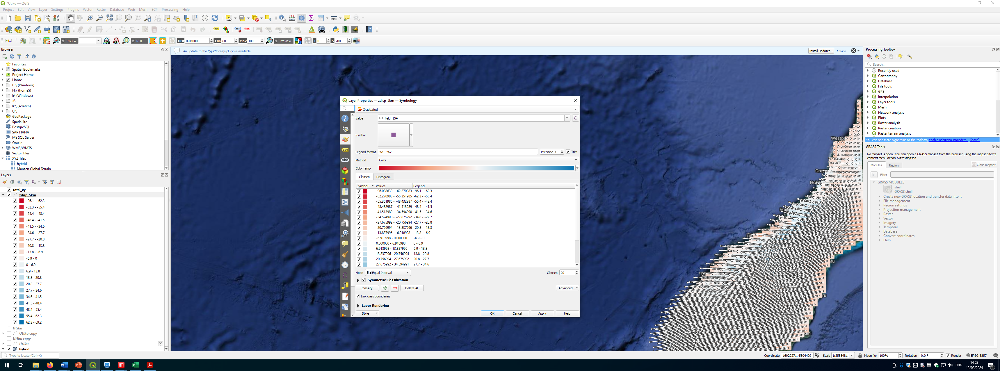 *Utiku — QGIS
Project Edit View Layer Settings Plugins Vector Raster Database Web Mesh SCP Processing Help
RGB = - ROI Dist 0.010000 Min 60 Max 100 Preview T 0 S 200 KML
Browser
Favorites
Spatial Bookmarks
Project Home
Home
C:\ (Windows)
H:\ (home$)
I:\ (Windows)
J:\
K:\ (scratch)
U:\
GeoPackage
SpatiaLite
PostgreSQL
SAP HANA
MS SQL Server
Oracle
WMS/WMTS
Vector Tiles
XYZ Tiles
hybrid
Mapzen Global Terrain
Layers
total_xy
zdisp_5km
-96.1 - -62.3
-62.3 - -55.4
-55.4 - -48.4
-48.4 - -41.5
-41.5 - -34.6
-34.6 - -27.7
-27.7 - -20.8
-20.8 - -13.8
-13.8 - -6.9
-6.9 - 0
0 - 6.9
6.9 - 13.8
13.8 - 20.8
20.8 - 27.7
27.7 - 34.6
34.6 - 41.5
41.5 - 48.4
48.4 - 55.4
55.4 - 62.3
62.3 - 69.2
Utiku
Utiku copy
Utiku copy
Utiku
hybrid
An update to the Qgis2threejs plugin is available
Install Updates... 1 more
Layer Properties — zdisp_5km — Symbology
Graduated
Value 1.2 field_154
Symbol
Legend format %1 - %2 Precision 4 Trim
Method Color
Color ramp
Classes Histogram
Symbol Values Legend
-96.088639 - -62.270983 -96.1 - -62.3
-62.270983 - -55.351985 -62.3 - -55.4
-55.351985 - -48.432987 -55.4 - -48.4
-48.432987 - -41.513989 -48.4 - -41.5
-41.513989 - -34.594990 -41.5 - -34.6
-34.594990 - -27.675992 -34.6 - -27.7
-27.675992 - -20.756994 -27.7 - -20.8
-20.756994 - -13.837996 -20.8 - -13.8
-13.837996 - -6.918998 -13.8 - -6.9
-6.918998 - 0.000000 -6.9 - 0
0.000000 - 6.918998 0 - 6.9
6.918998 - 13.837996 6.9 - 13.8
13.837996 - 20.756994 13.8 - 20.8
20.756994 - 27.675992 20.8 - 27.7
27.675992 - 34.594991 27.7 - 34.6
Mode Equal Interval Classes 20
Symmetric Classification
Classify Delete All Advanced
Link class boundaries
Layer Rendering
Style OK Cancel Apply Help
Westpo
Grey
Hok
Fra
Processing Toolbox
Search...
Recently used
Cartography
Database
File tools
GPS
Interpolation
Layer tools
Mesh
Network analysis
Plots
Raster analysis
Raster creation
Raster terrain analysis
You can add more algorithms to the toolbox, enable additional providers. [close]
GRASS Tools
No mapset is open. You can open a GRASS mapset from the browser using the mapset item's
context menu action Open mapset.
Modules Region Close mapset
Filter
GRASS MODULES
shell
GRASS shell
Create new GRASS location and transfer data into it
File management
Region settings
Projection management
Raster
Vector
Imagery
Temporal
Database
Convert coordinates
Help
Type to locate (Ctrl+K)
Coordinate 16920271,-5604429 Scale 1:3585481 Magnifier 100% Rotation 0.0 ° Render EPSG:3857
ENG
14:52
12/02/2024